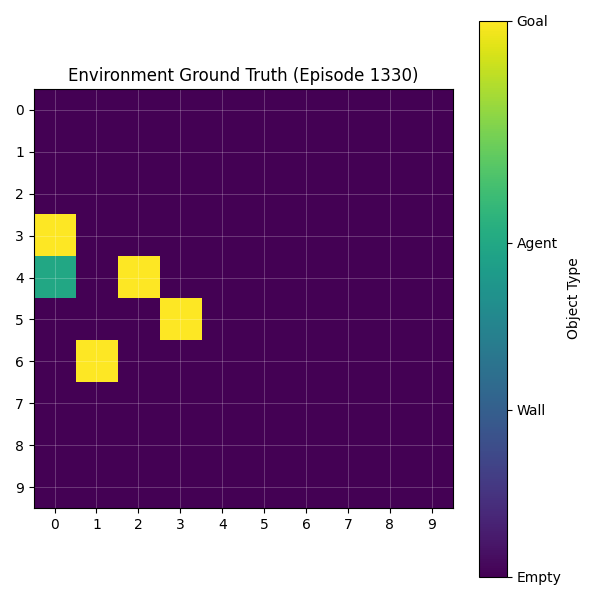 Environment Ground Truth (Episode 1330)
0
1
2
3
4
5
6
7
8
9
0 1 2 3 4 5 6 7 8 9
Goal
Agent
Wall
Empty
Object Type